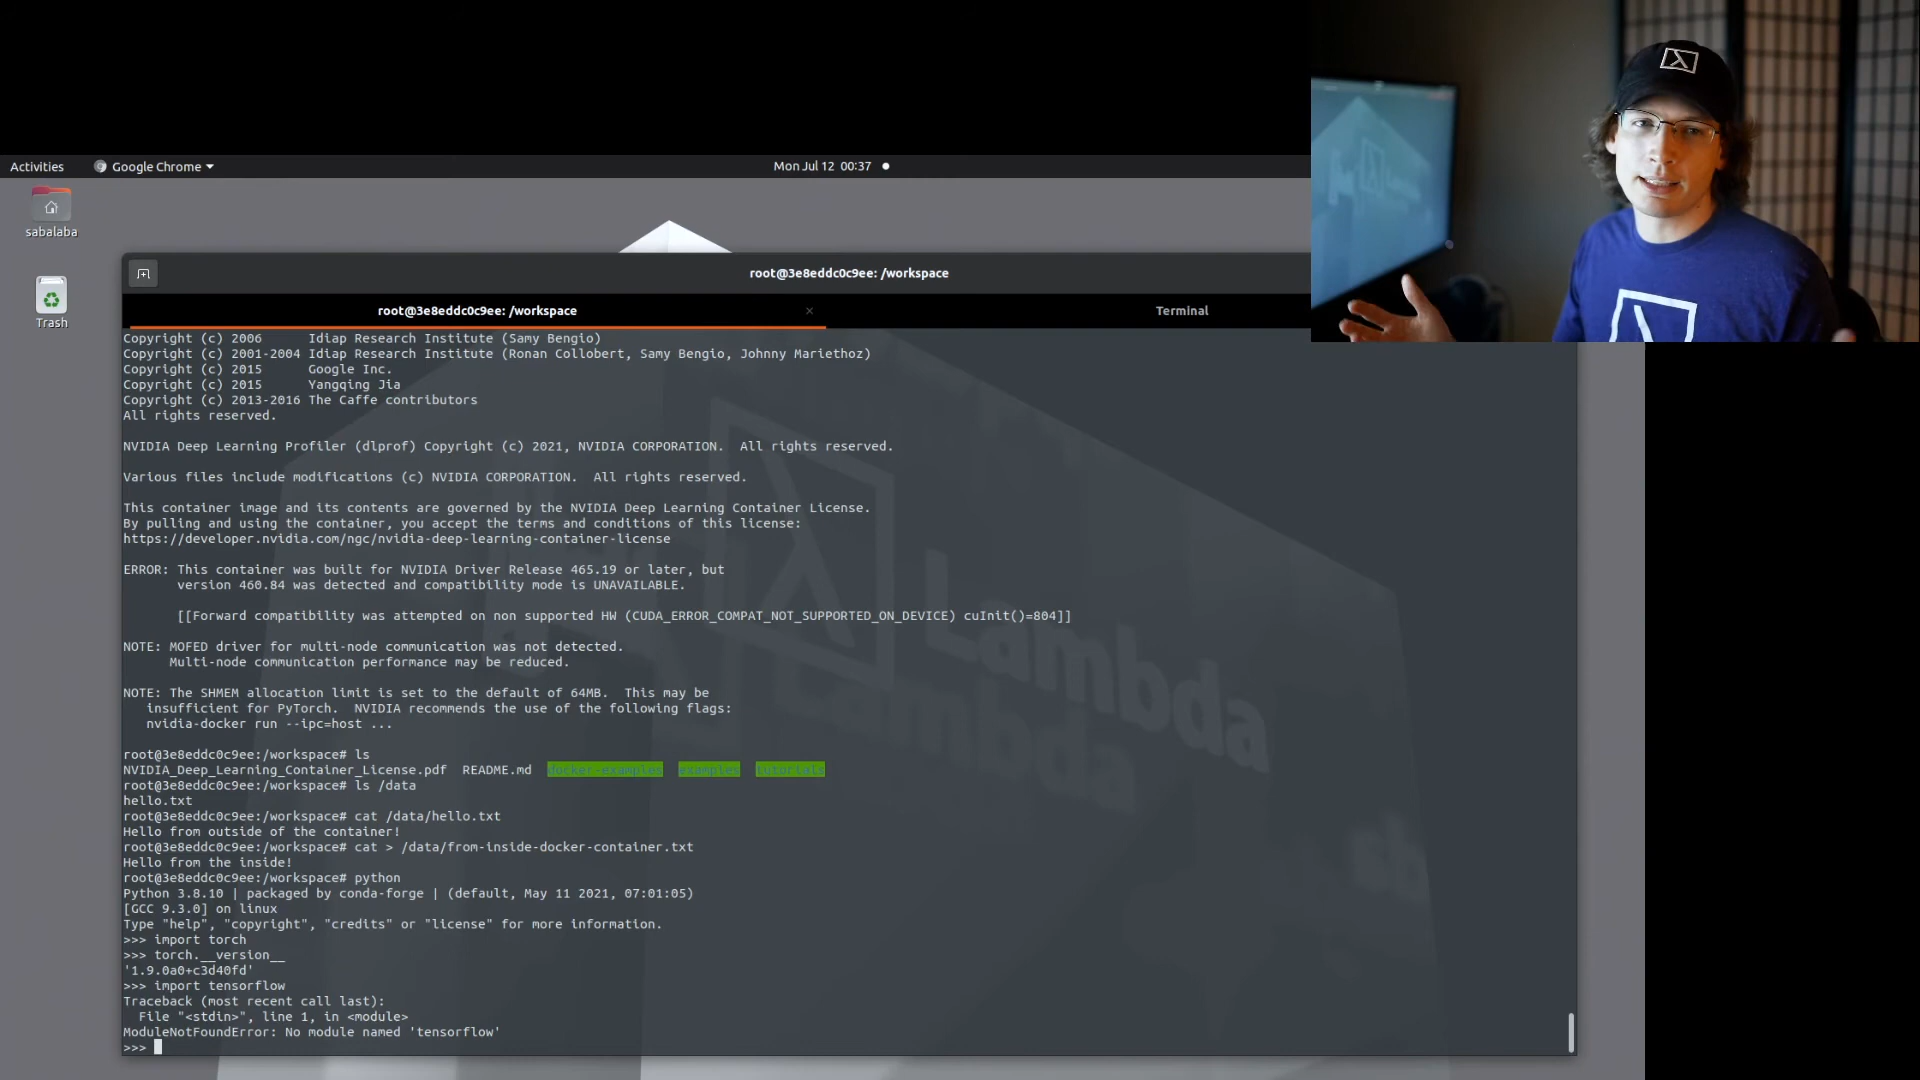 Activities
Google Chrome
Mon Jul 12 00:37
sabalaba
Trash
root@3e8eddc0c9ee: /workspace
root@3e8eddc0c9ee: /workspace
Terminal
Copyright (c) 2006      Idiap Research Institute (Samy Bengio)
Copyright (c) 2001-2004 Idiap Research Institute (Ronan Collobert, Samy Bengio, Johnny Mariethoz)
Copyright (c) 2015      Google Inc.
Copyright (c) 2015      Yangqing Jia
Copyright (c) 2013-2016 The Caffe contributors
All rights reserved.
NVIDIA Deep Learning Profiler (dlprof) Copyright (c) 2021, NVIDIA CORPORATION.  All rights reserved.
Various files include modifications (c) NVIDIA CORPORATION.  All rights reserved.
This container image and its contents are governed by the NVIDIA Deep Learning Container License.
By pulling and using the container, you accept the terms and conditions of this license:
https://developer.nvidia.com/ngc/nvidia-deep-learning-container-license
ERROR: This container was built for NVIDIA Driver Release 465.19 or later, but
version 460.84 was detected and compatibility mode is UNAVAILABLE.
[[Forward compatibility was attempted on non supported HW (CUDA_ERROR_COMPAT_NOT_SUPPORTED_ON_DEVICE) cuInit()=804]]
NOTE: MOFED driver for multi-node communication was not detected.
Multi-node communication performance may be reduced.
NOTE: The SHMEM allocation limit is set to the default of 64MB.  This may be
insufficient for PyTorch.  NVIDIA recommends the use of the following flags:
nvidia-docker run --ipc=host ...
root@3e8eddc0c9ee:/workspace# ls
NVIDIA_Deep_Learning_Container_License.pdf  README.md  docker-examples  examples  tutorials
root@3e8eddc0c9ee:/workspace# ls /data
hello.txt
root@3e8eddc0c9ee:/workspace# cat /data/hello.txt
Hello from outside of the container!
root@3e8eddc0c9ee:/workspace# cat > /data/from-inside-docker-container.txt
Hello from the inside!
root@3e8eddc0c9ee:/workspace# python
Python 3.8.10 | packaged by conda-forge | (default, May 11 2021, 07:01:05)
[GCC 9.3.0] on linux
Type "help", "copyright", "credits" or "license" for more information.
>>> import torch
>>> torch.__version__
'1.9.0a0+c3d40fd'
>>> import tensorflow
Traceback (most recent call last):
File "<stdin>", line 1, in <module>
ModuleNotFoundError: No module named 'tensorflow'
>>>
Lambda
Lambda